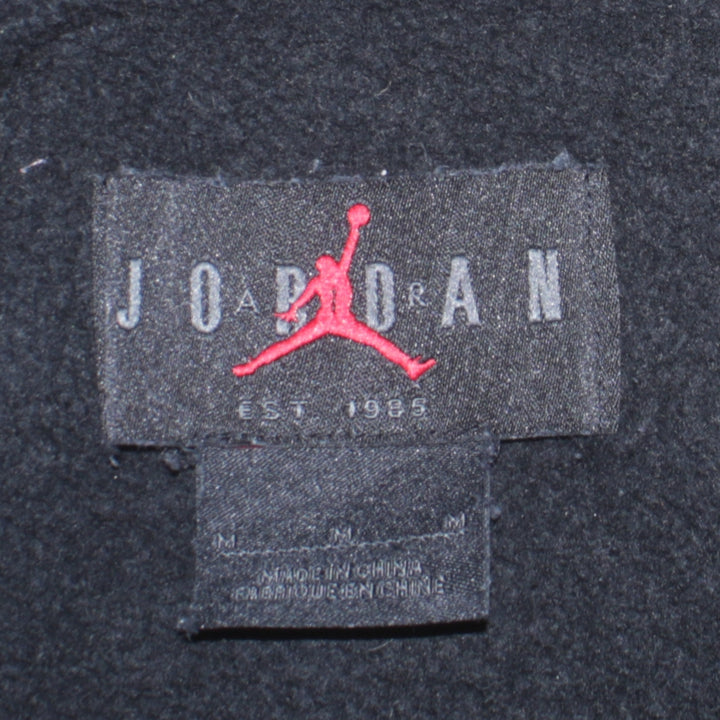 JORDAN
AIR
EST. 1985
M M M
MADE IN CHINA
FABRIQUE EN CHINE